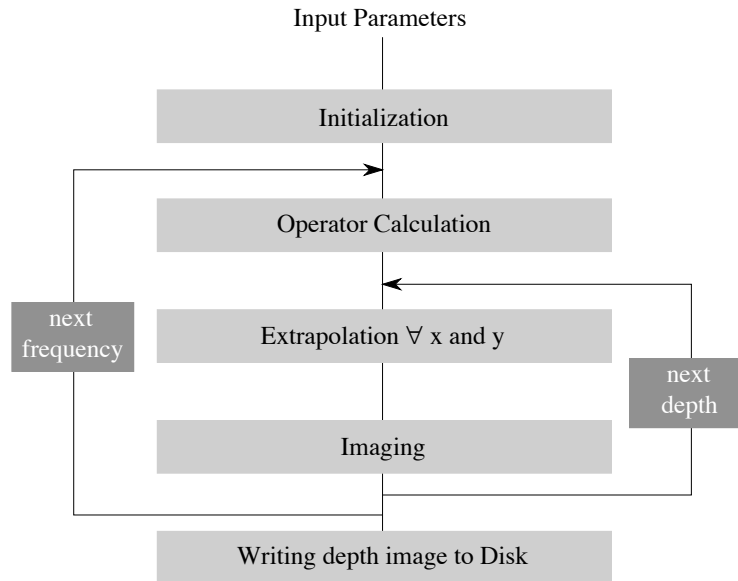 Input Parameters
Initialization
Operator Calculation
next
frequency
Extrapolation ∀ x and y
next
depth
Imaging
Writing depth image to Disk